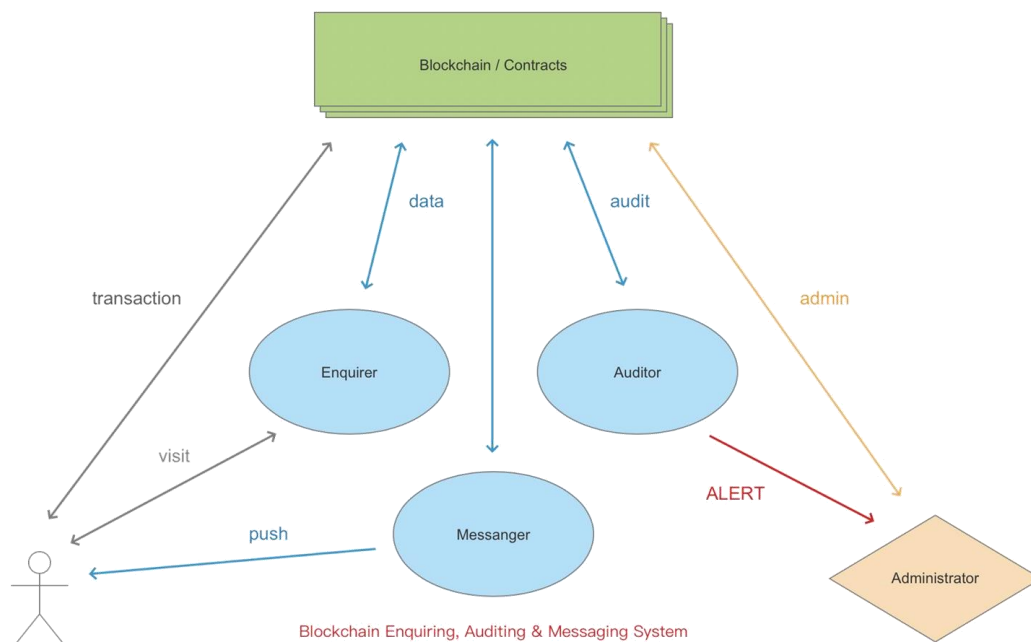 Blockchain / Contracts
data
audit
transaction
admin
Enquirer
Auditor
visit
ALERT
push
Messanger
Administrator
Blockchain Enquiring, Auditing & Messaging System